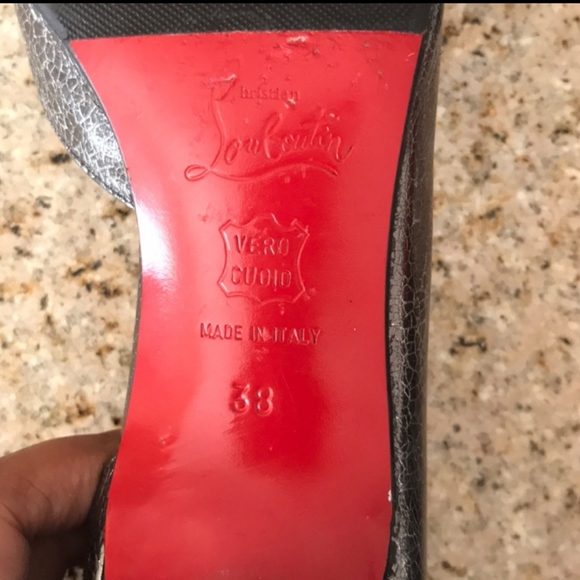 Christian
Louboutin
VERO
CUOIO
MADE IN ITALY
38